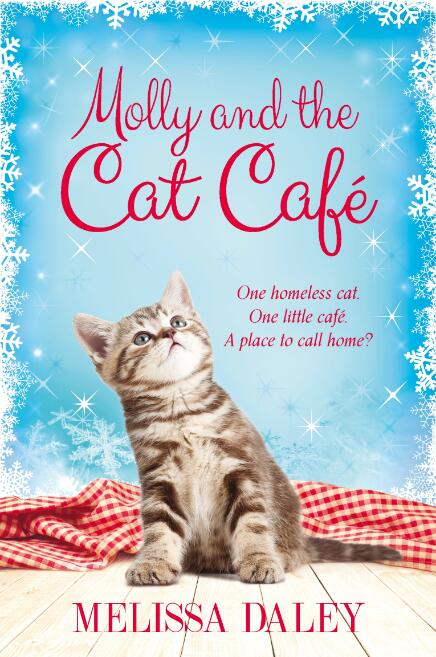 Molly and the
Cat Café
One homeless cat.
One little café.
A place to call home?
MELISSA DALEY